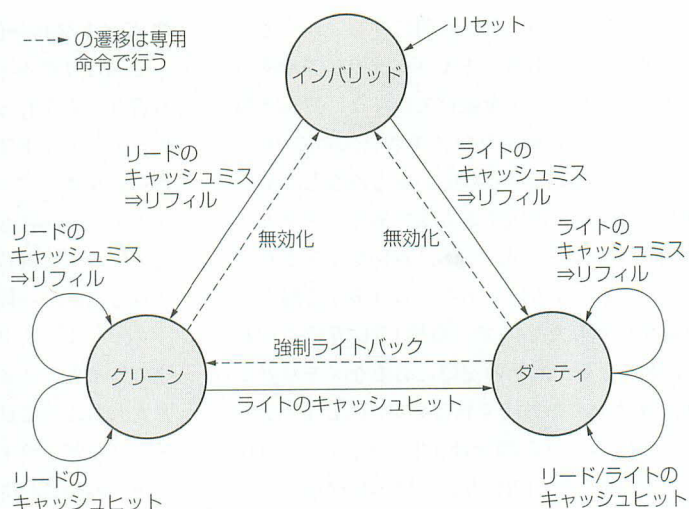 ----▸ の遷移は専用
命令で行う
リセット
インバリッド
リードの
キャッシュミス
⇒リフィル
ライトの
キャッシュミス
⇒リフィル
リードの
キャッシュミス
⇒リフィル
無効化
無効化
ライトの
キャッシュミス
⇒リフィル
クリーン
強制ライトバック
ライトのキャッシュヒット
ダーティ
リードの
キャッシュヒット
リード/ライトの
キャッシュヒット